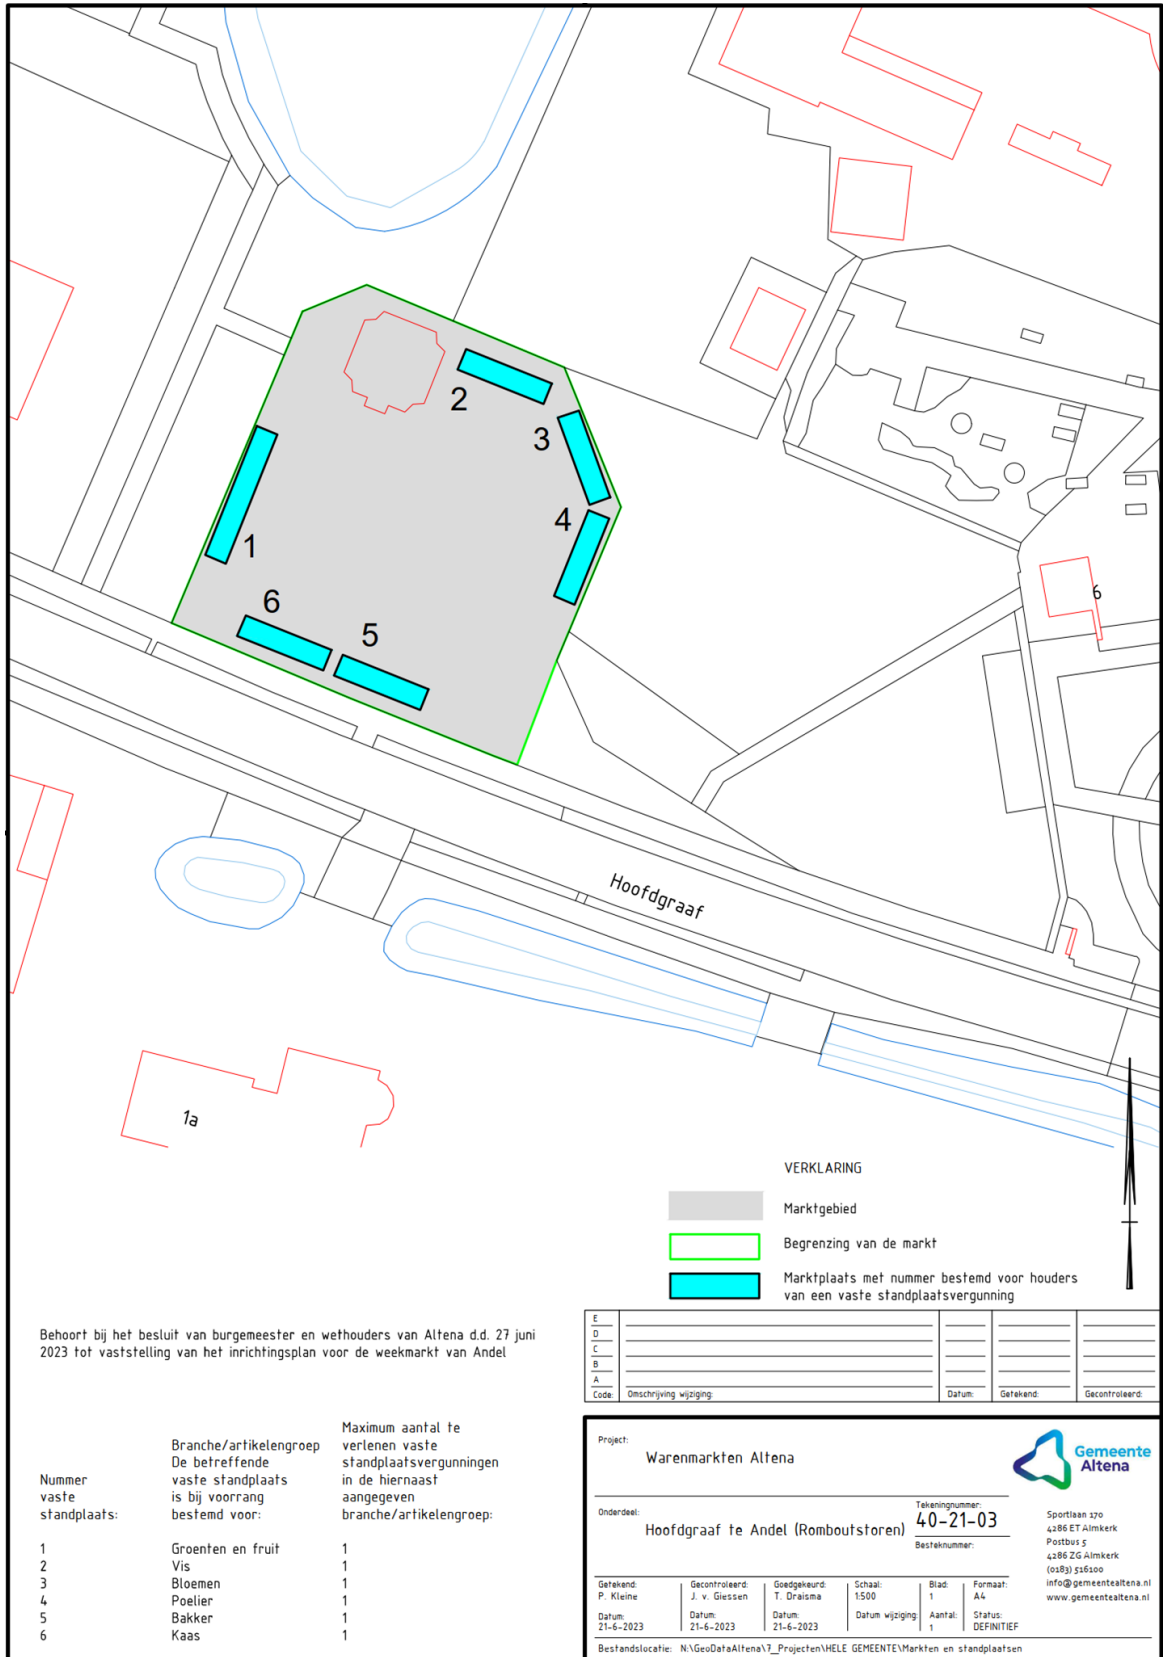 2
3
4
1
6
5
6
Hoofdgraaf
1a
VERKLARING
Marktgebied
Begrenzing van de markt
Marktplaats met nummer bestemd voor houders
van een vaste standplaatsvergunning
Behoort bij het besluit van burgemeester en wethouders van Altena d.d. 27 juni
2023 tot vaststelling van het inrichtingsplan voor de weekmarkt van Andel
E
D
C
B
A
Code: Omschrijving wijziging: Datum: Getekend: Gecontroleerd:
Maximum aantal te
Branche/artikelengroep verlenen vaste
De betreffende standplaatsvergunningen
Nummer vaste standplaats in de hiernaast
vaste is bij voorrang aangegeven
standplaats: bestemd voor: branche/artikelengroep:
1 Groenten en fruit 1
2 Vis 1
3 Bloemen 1
4 Poelier 1
5 Bakker 1
6 Kaas 1
Project:
Warenmarkten Altena
Gemeente
Altena
Onderdeel:
Hoofdgraaf te Andel (Romboutstoren)
Tekeningnummer:
40-21-03
Besteknummer:
Sportlaan 170
4286 ET Almkerk
Postbus 5
4286 ZG Almkerk
(0183) 516100
info@gemeentealtena.nl
www.gemeentealtena.nl
Getekend: Gecontroleerd: Goedgekeurd: Schaal: Blad: Formaat:
P. Kleine J. v. Giessen T. Draisma 1:500 1 A4
Datum: Datum: Datum: Datum wijziging: Aantal: Status:
21-6-2023 21-6-2023 21-6-2023 1 DEFINITIEF
Bestandslocatie: N:\GeoDataAltena\7_Projecten\HELE GEMEENTE\Markten en standplaatsen